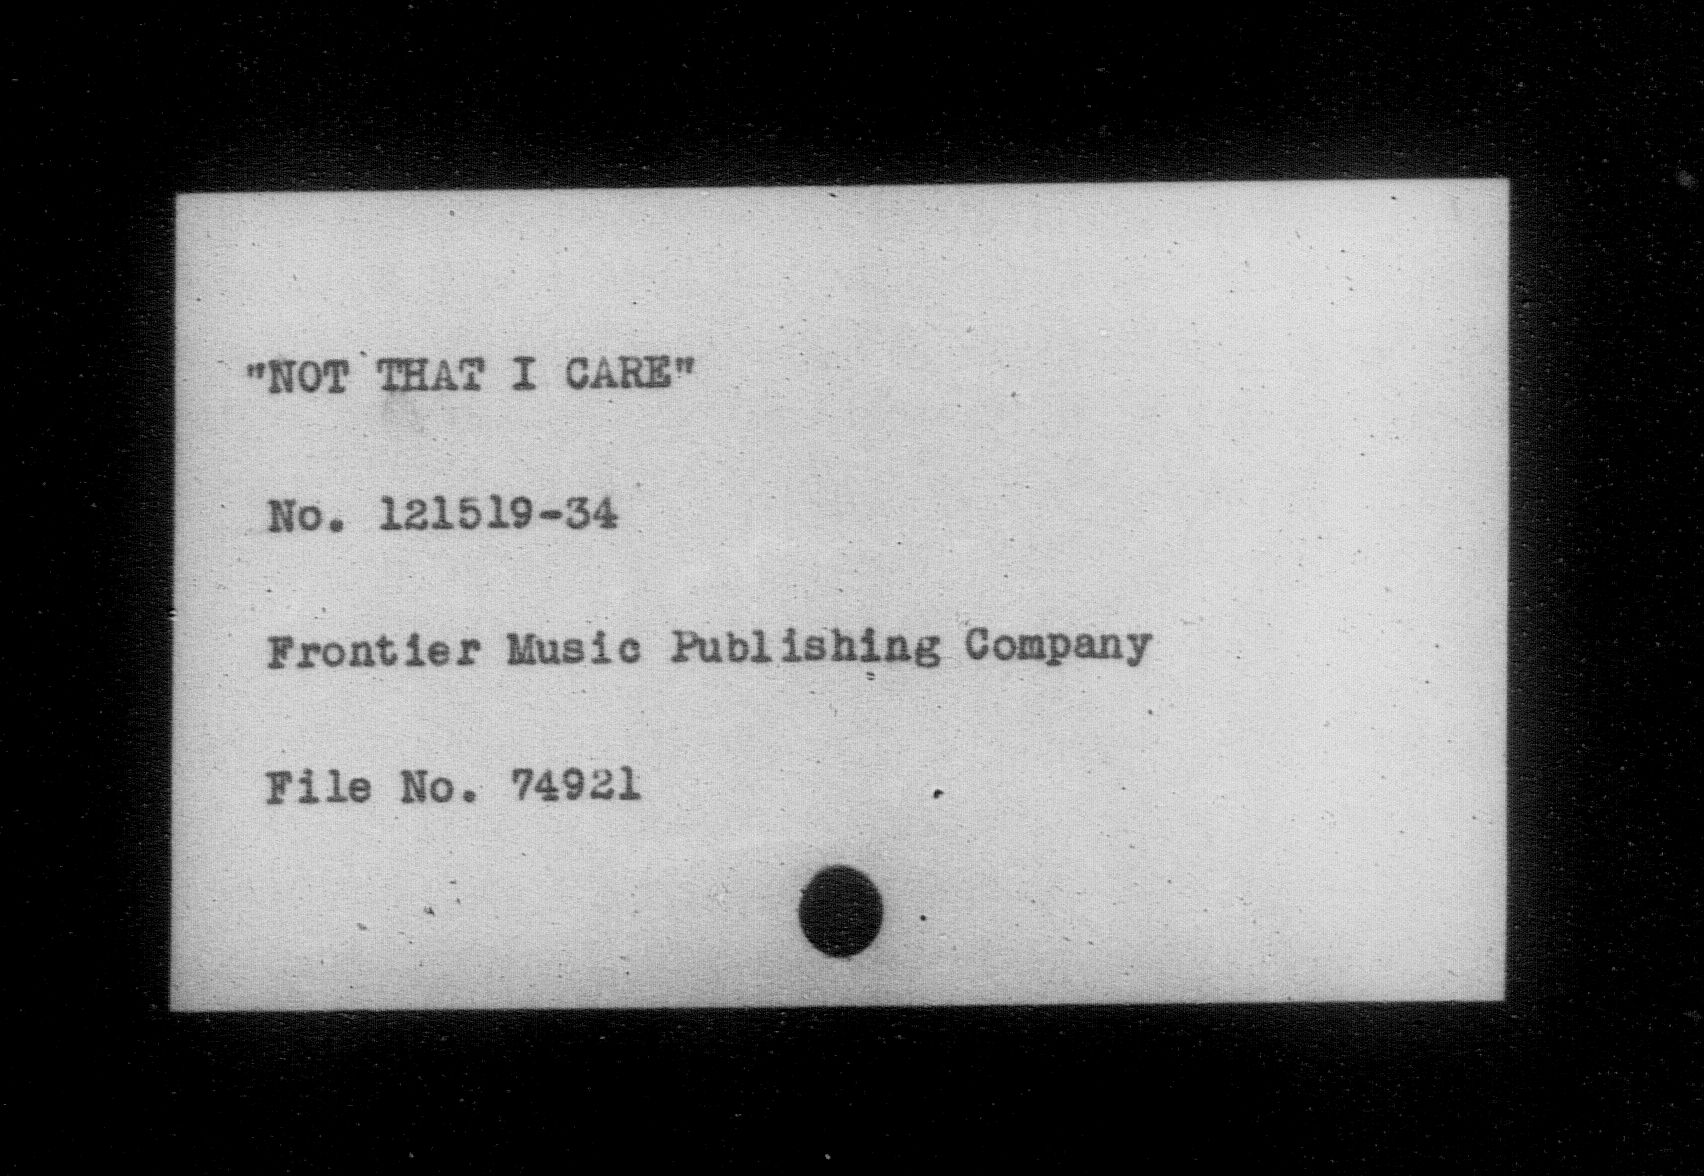 "NOT THAT I CARE"
No. 121519-34
Frontier Music Publishing Company
File No. 74921